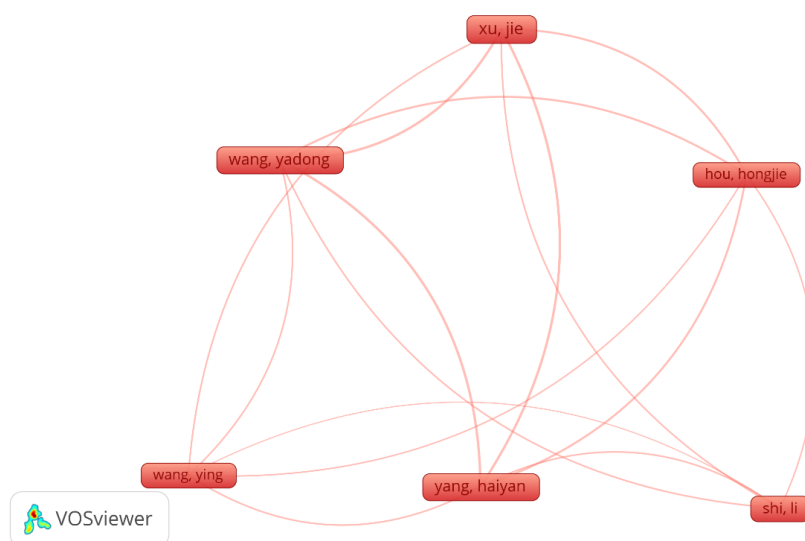 xu, jie
wang, yadong
hou, hongjie
wang, ying
yang, haiyan
shi, li
VOSviewer